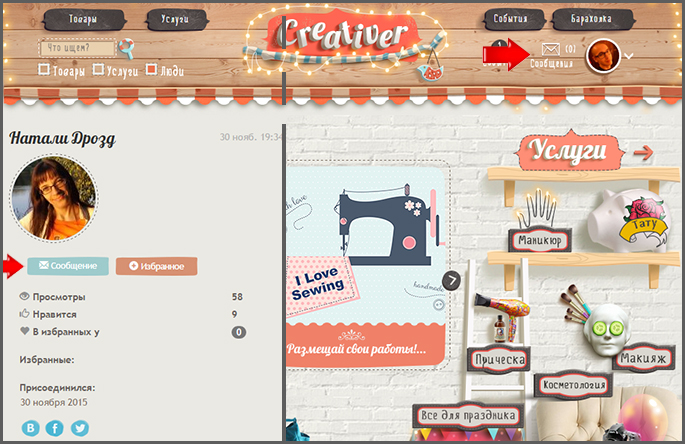 Товары
Услуги
Creativer
События
Барахолка
Что ищем?
Товары
Услуги
Люди
1
(0)
Сообщения
Натали Дрозд
30 нояб. 19:34
Сообщение
Избранное
Просмотры 58
Нравится 9
В избранных у 0
Избранные:
Присоединился:
30 ноября 2015
love
I Love
Sewing
handmade
Размещай свои работы!...
Услуги
Маникюр
Тату
Прическа
Макияж
Косметология
Все для праздника